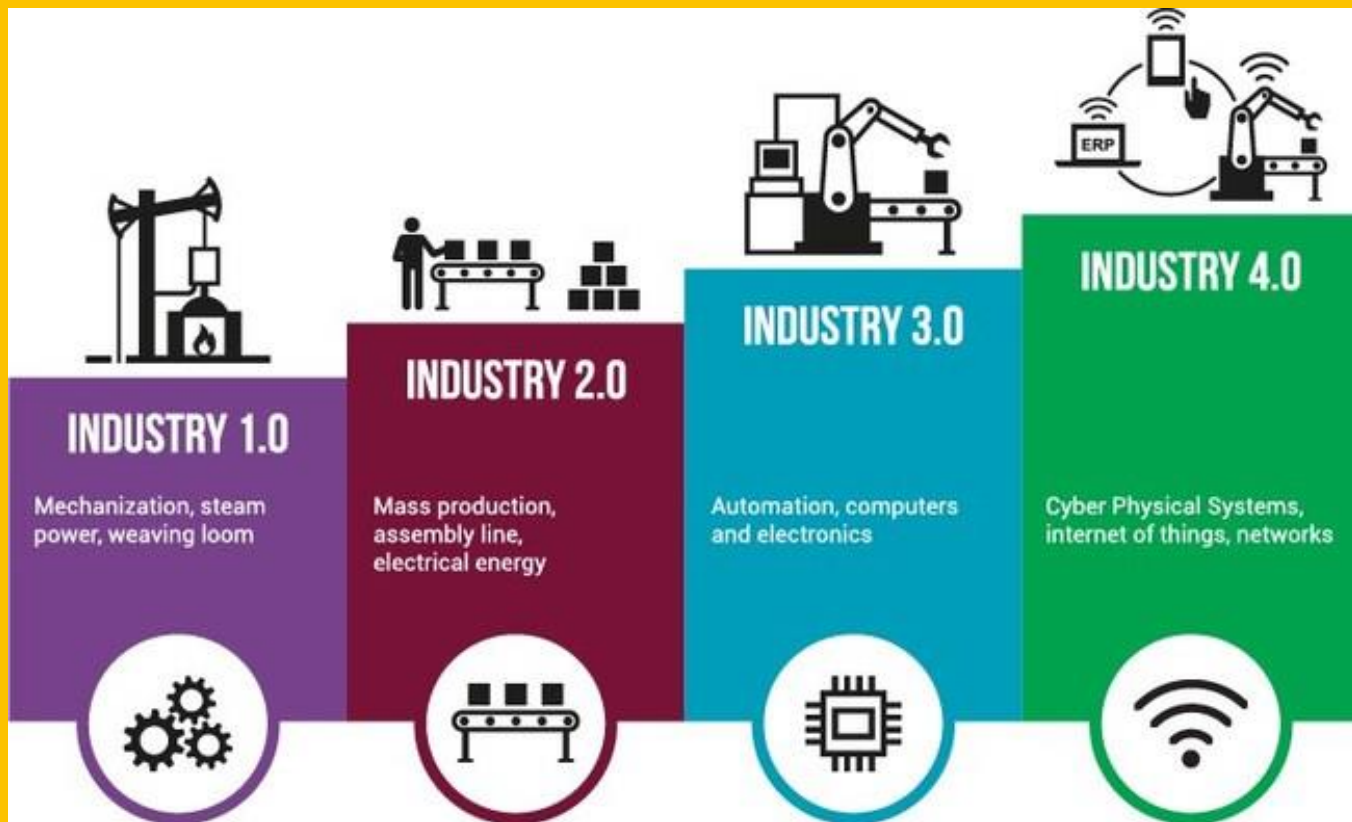 ERP
INDUSTRY 1.0
Mechanization, steam
power, weaving loom
INDUSTRY 2.0
Mass production,
assembly line,
electrical energy
INDUSTRY 3.0
Automation, computers
and electronics
INDUSTRY 4.0
Cyber Physical Systems,
internet of things, networks